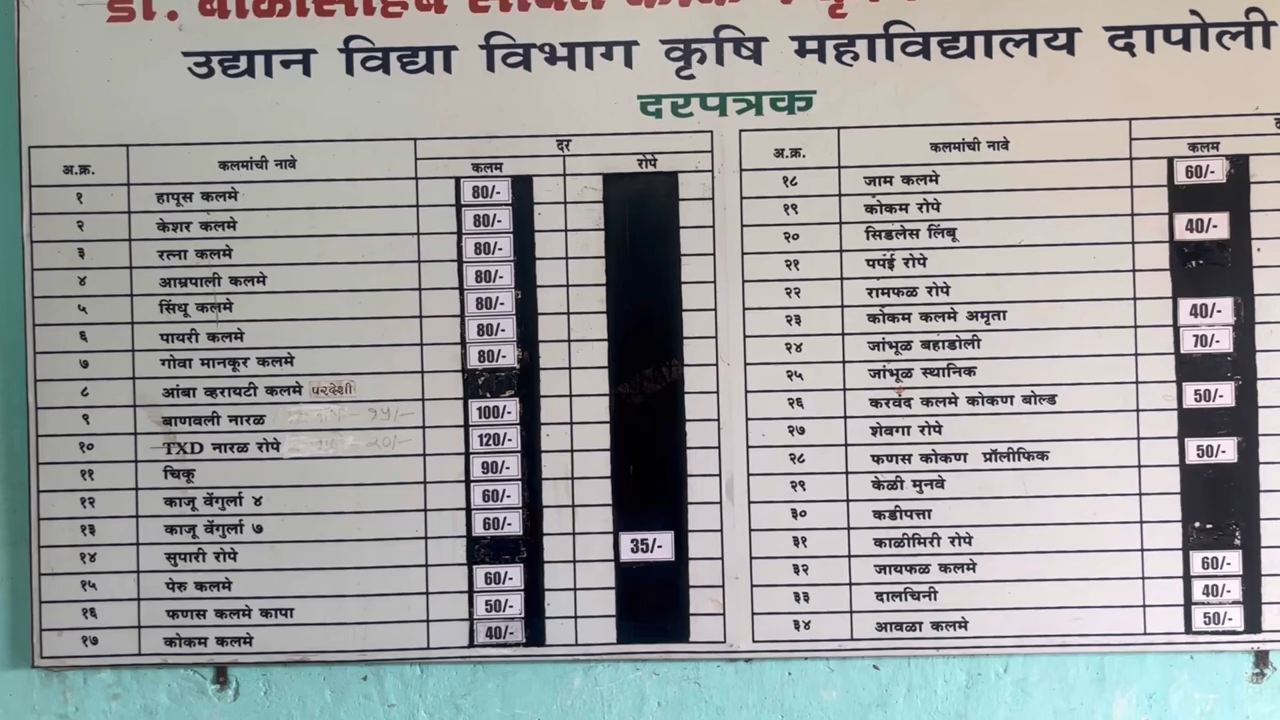 डॉ. बाळासाहेब सावंत कोकण
उद्यान विद्या विभाग कृषि महाविद्यालय दापोली
दरपत्रक
अ.क्र. कलमांची नावे दर
कलम रोपे
१ हापूस कलमे 80/-
२ केशर कलमे 80/-
३ रत्ना कलमे 80/-
४ आम्रपाली कलमे 80/-
५ सिंधू कलमे 80/-
६ पायरी कलमे 80/-
७ गोवा मानकूर कलमे 80/-
८ आंबा व्हरायटी कलमे परदेशी
९ बाणवली नारळ 100/-
१० TXD नारळ रोपे 120/-
११ चिकू 90/-
१२ काजू वेंगुर्ला ४ 60/-
१३ काजू वेंगुर्ला ७ 60/-
१४ सुपारी रोपे 35/-
१५ पेरु कलमे 60/-
१६ फणस कलमे कापा 50/-
१७ कोकम कलमे 40/-
अ.क्र. कलमांची नावे
कलम
१८ जाम कलमे 60/-
१९ कोकम रोपे
२० सिडलेस लिंबू 40/-
२१ पपई रोपे
२२ रामफळ रोपे
२३ कोकम कलमे अमृता 40/-
२४ जांभूळ बहाडोली 70/-
२५ जांभूळ स्थानिक
२६ करवंद कलमे कोकण बोल्ड 50/-
२७ शेवगा रोपे
२८ फणस कोकण प्रॉलीफिक 50/-
२९ केळी मुनवे
३० कडीपत्ता
३१ काळीमिरी रोपे
३२ जायफळ कलमे 60/-
३३ दालचिनी 40/-
३४ आवळा कलमे 50/-